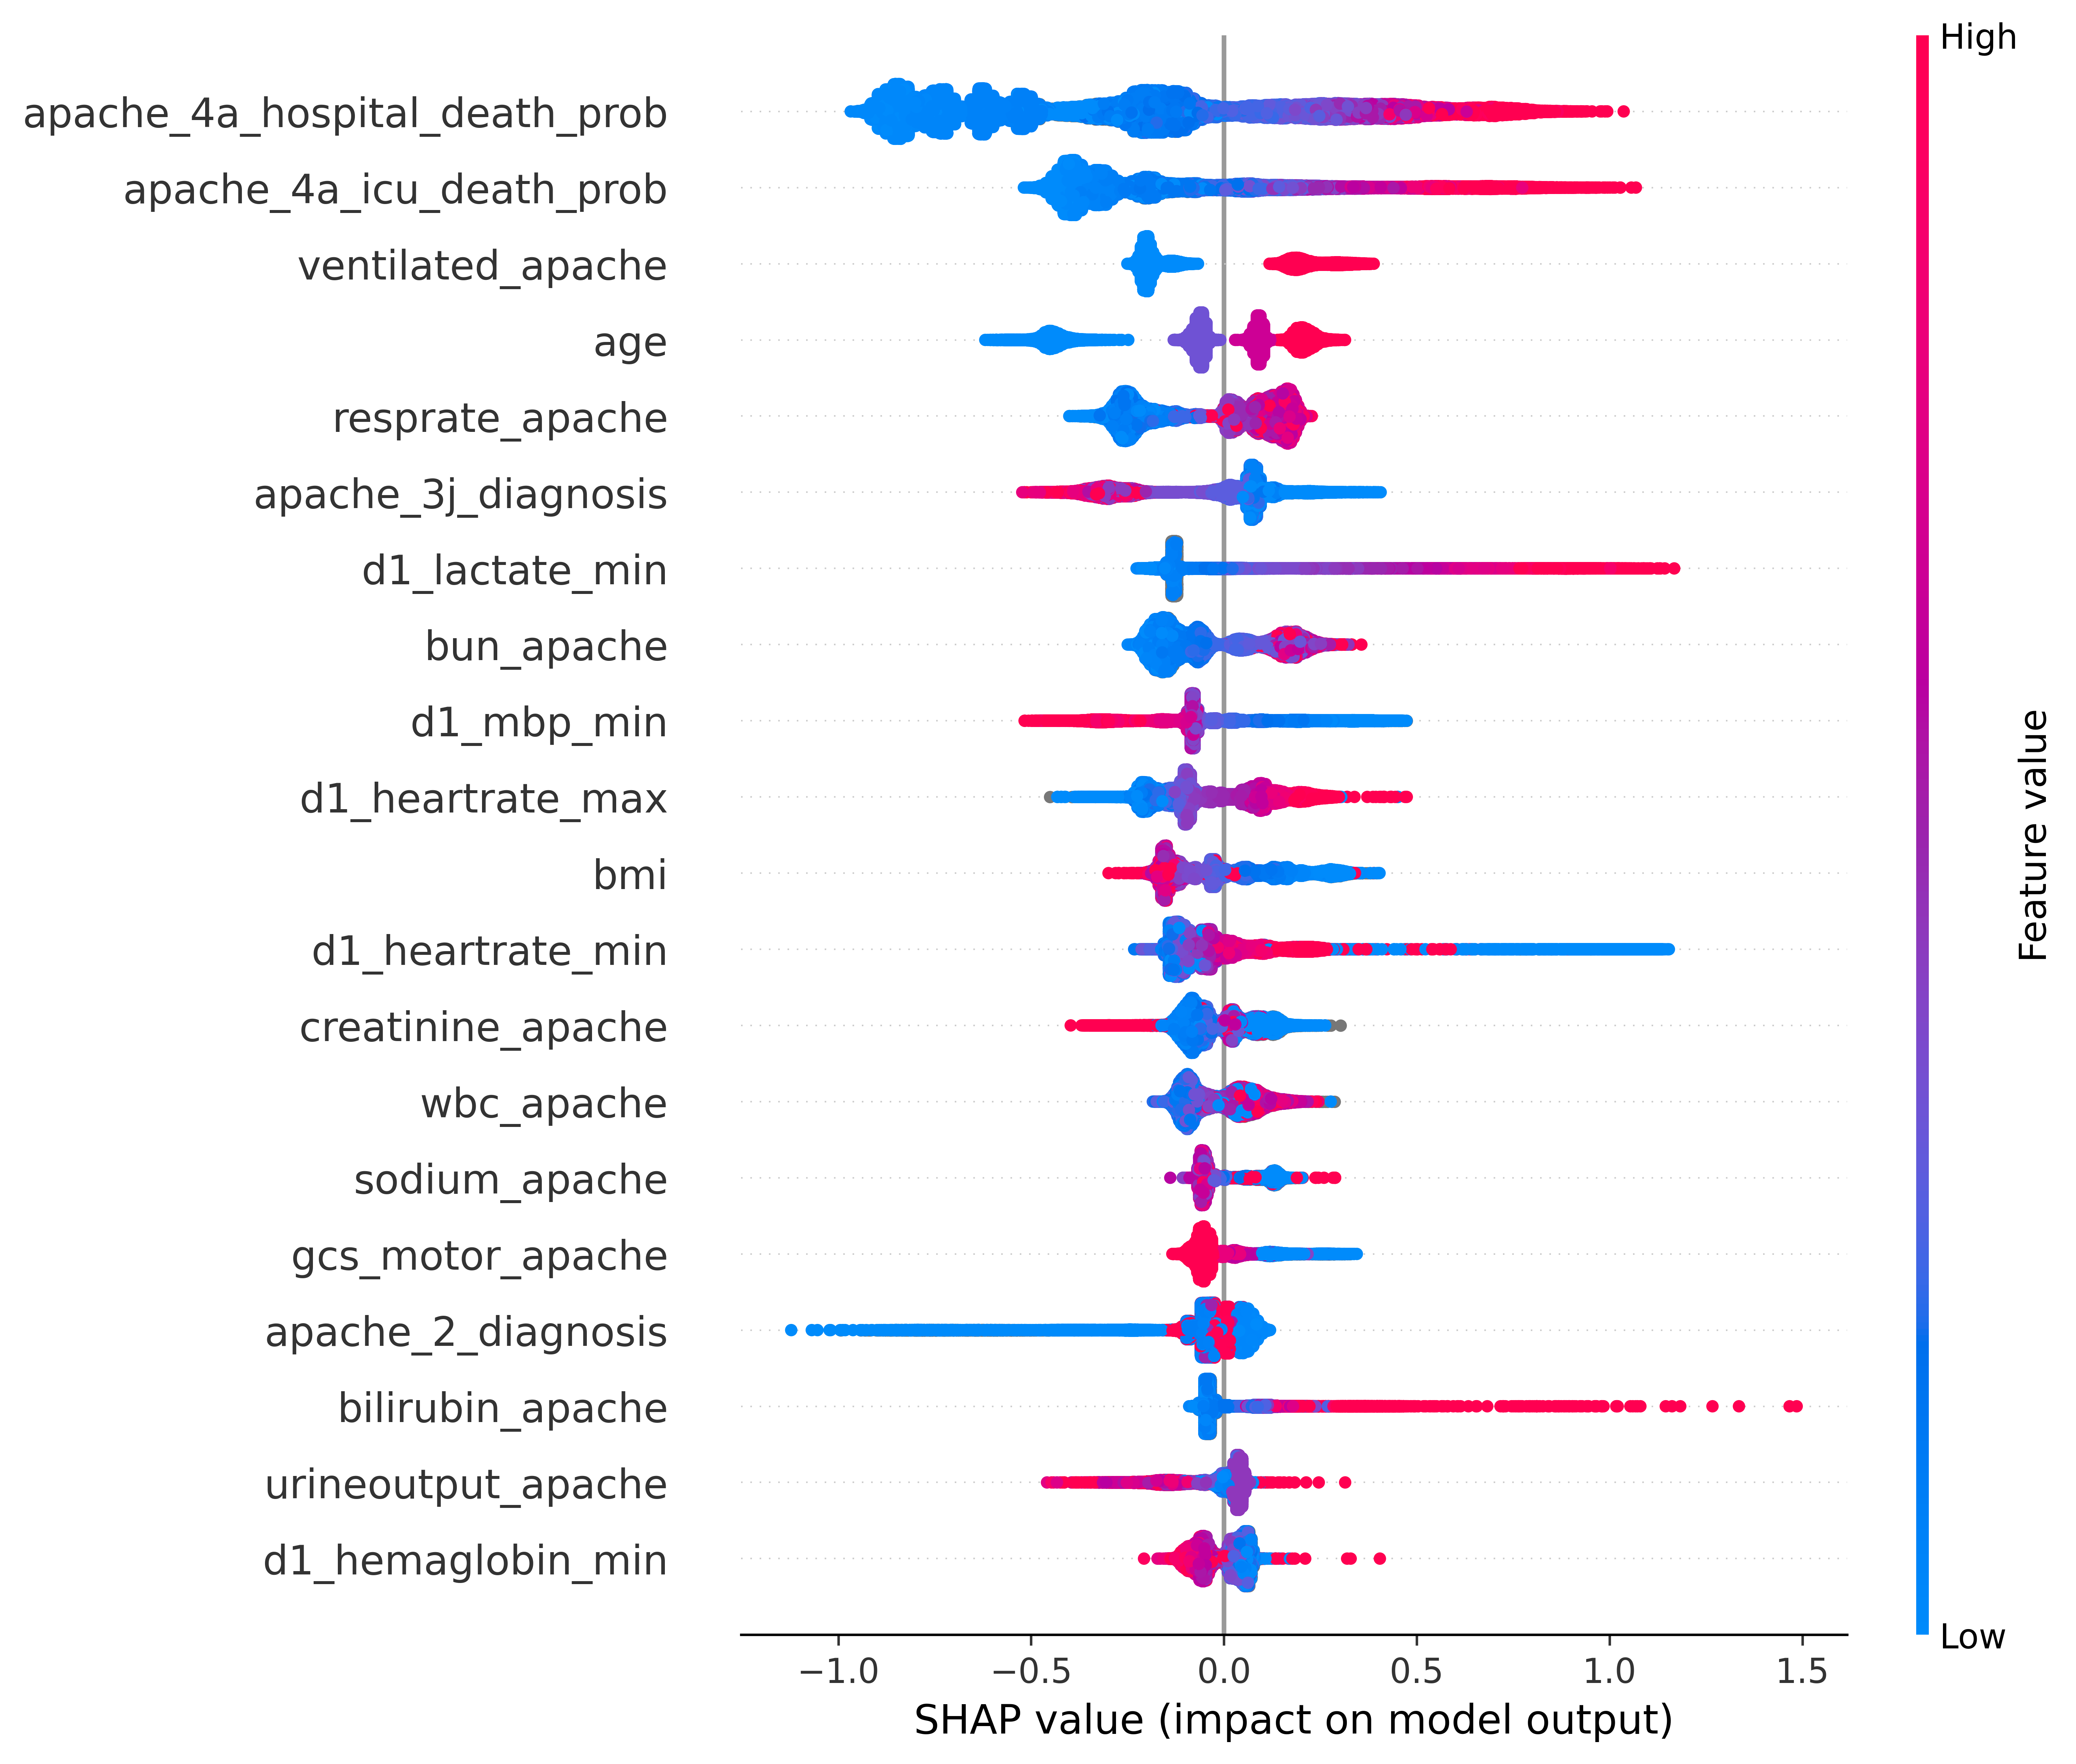 High
apache_4a_hospital_death_prob
apache_4a_icu_death_prob
ventilated_apache
age
resprate_apache
apache_3j_diagnosis
d1_lactate_min
bun_apache
d1_mbp_min
d1_heartrate_max
bmi
d1_heartrate_min
creatinine_apache
wbc_apache
sodium_apache
gcs_motor_apache
apache_2_diagnosis
bilirubin_apache
urineoutput_apache
d1_hemaglobin_min
Feature value
Low
−1.0 −0.5 0.0 0.5 1.0 1.5
SHAP value (impact on model output)